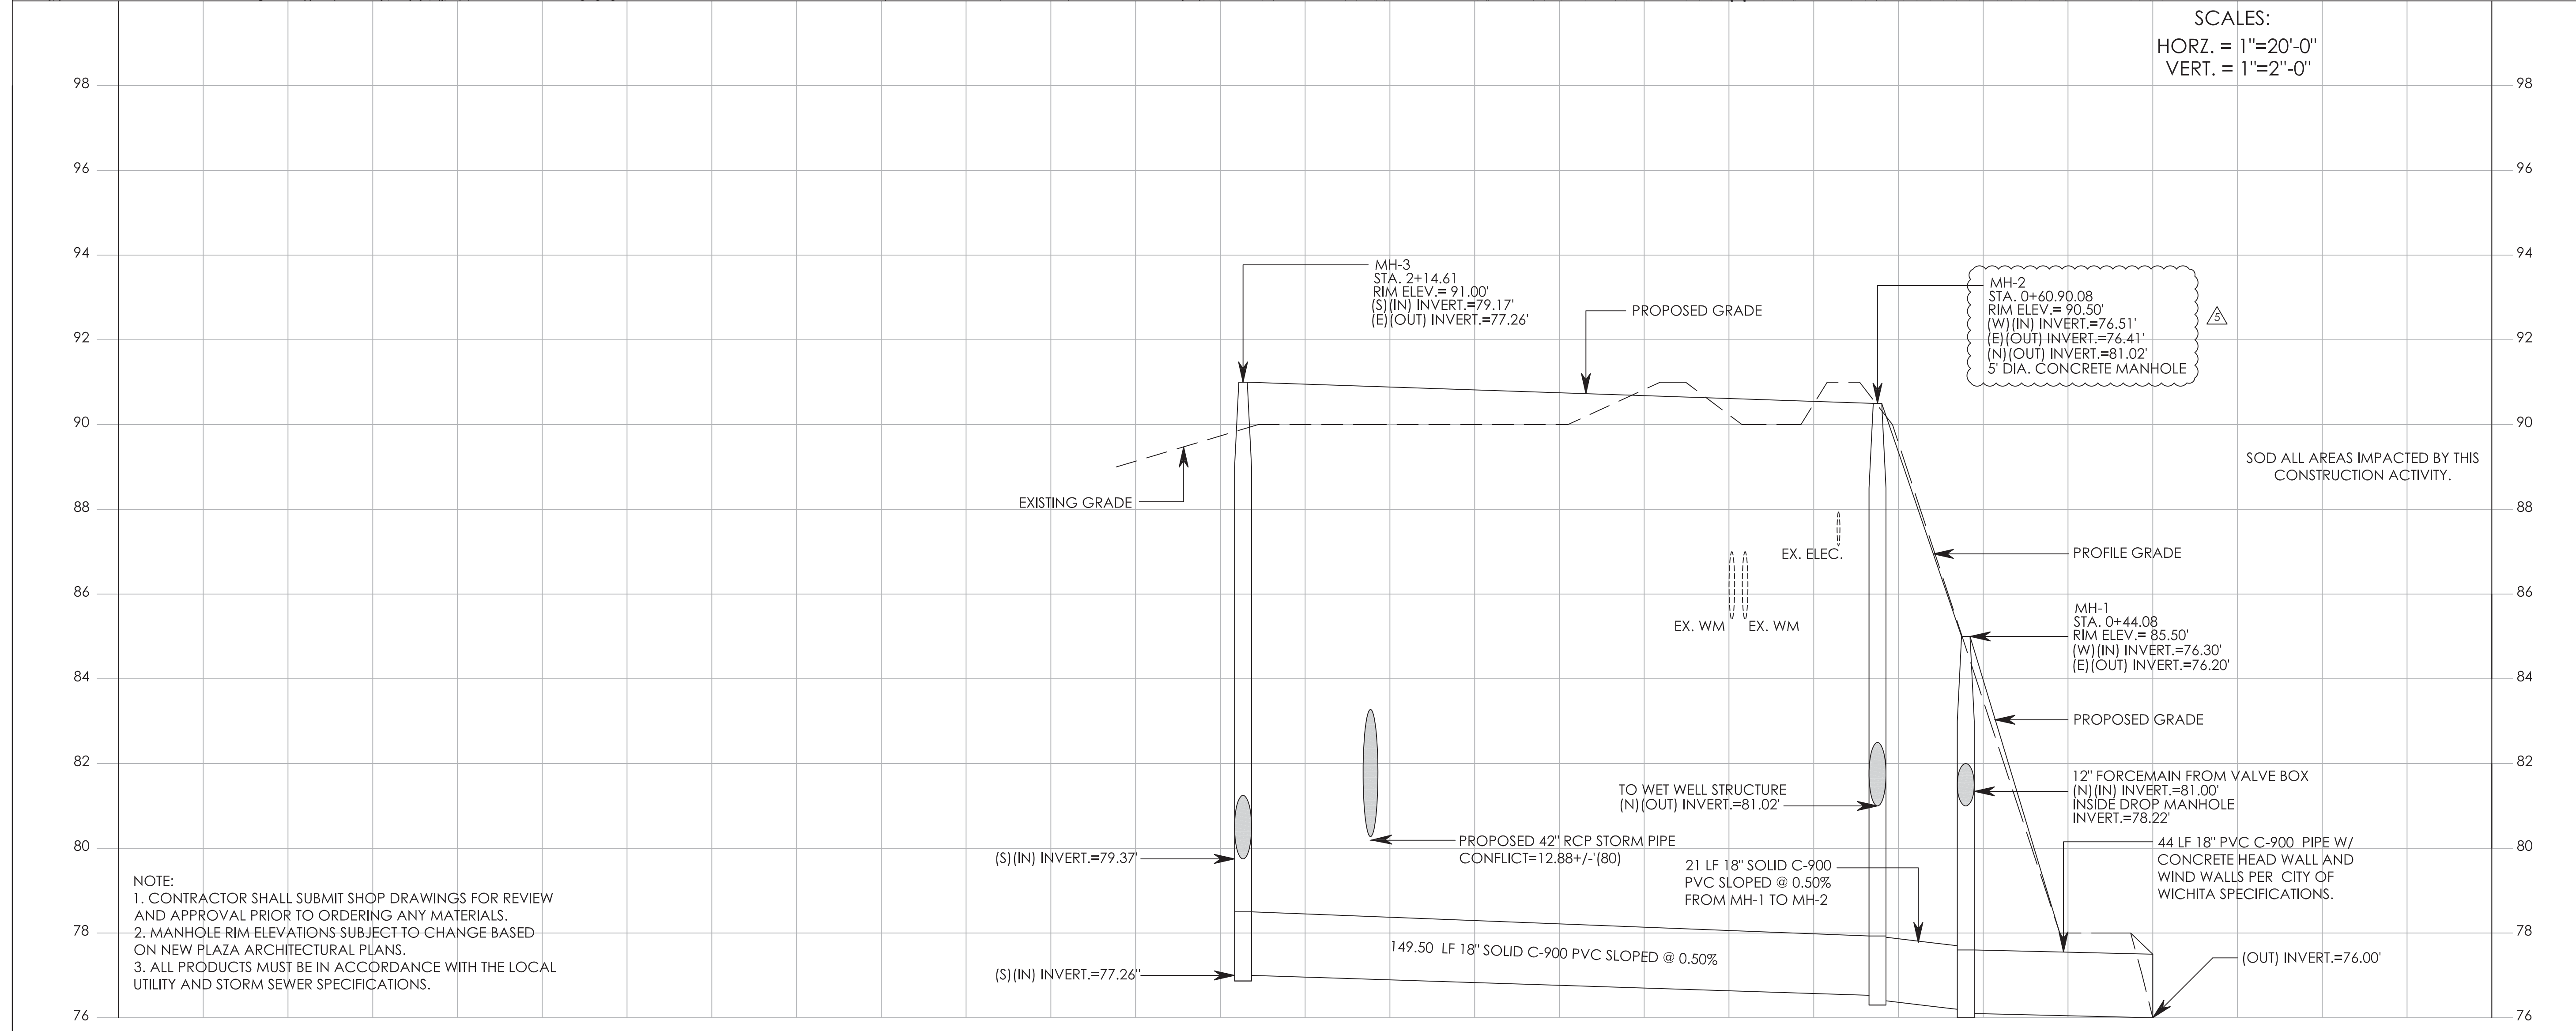 SCALES:
HORZ. = 1"=20'-0"
VERT. = 1"=2"-0"
98
98
96
96
94
94
92
92
90
90
88
88
86
86
84
84
82
82
80
80
78
78
76
76
MH-3
STA. 2+14.61
RIM ELEV.= 91.00'
(S)(IN) INVERT.=79.17'
(E)(OUT) INVERT.=77.26'
PROPOSED GRADE
MH-2
STA. 0+60.90.08
RIM ELEV.= 90.50'
(W)(IN) INVERT.=76.51'
(E)(OUT) INVERT.=76.41'
(N)(OUT) INVERT.=81.02'
5' DIA. CONCRETE MANHOLE
5
SOD ALL AREAS IMPACTED BY THIS
CONSTRUCTION ACTIVITY.
EXISTING GRADE
EX. ELEC.
PROFILE GRADE
EX. WM
EX. WM
MH-1
STA. 0+44.08
RIM ELEV.= 85.50'
(W)(IN) INVERT.=76.30'
(E)(OUT) INVERT.=76.20'
PROPOSED GRADE
TO WET WELL STRUCTURE
(N)(OUT) INVERT.=81.02'
12" FORCEMAIN FROM VALVE BOX
(N)(IN) INVERT.=81.00'
INSIDE DROP MANHOLE
INVERT.=78.22'
PROPOSED 42" RCP STORM PIPE
CONFLICT=12.88+/-'(80)
(S)(IN) INVERT.=79.37'
21 LF 18" SOLID C-900
PVC SLOPED @ 0.50%
FROM MH-1 TO MH-2
44 LF 18" PVC C-900 PIPE W/
CONCRETE HEAD WALL AND
WIND WALLS PER CITY OF
WICHITA SPECIFICATIONS.
NOTE:
1. CONTRACTOR SHALL SUBMIT SHOP DRAWINGS FOR REVIEW
AND APPROVAL PRIOR TO ORDERING ANY MATERIALS.
2. MANHOLE RIM ELEVATIONS SUBJECT TO CHANGE BASED
ON NEW PLAZA ARCHITECTURAL PLANS.
3. ALL PRODUCTS MUST BE IN ACCORDANCE WITH THE LOCAL
UTILITY AND STORM SEWER SPECIFICATIONS.
149.50 LF 18" SOLID C-900 PVC SLOPED @ 0.50%
(S)(IN) INVERT.=77.26"
(OUT) INVERT.=76.00'